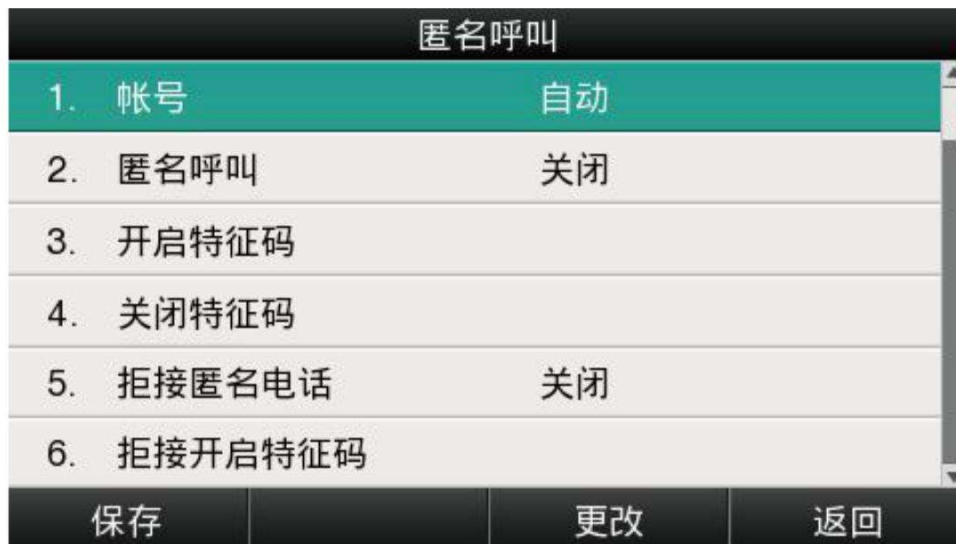 匿名呼叫
1. 帐号 自动
2. 匿名呼叫 关闭
3. 开启特征码
4. 关闭特征码
5. 拒接匿名电话 关闭
6. 拒接开启特征码
保存 更改 返回